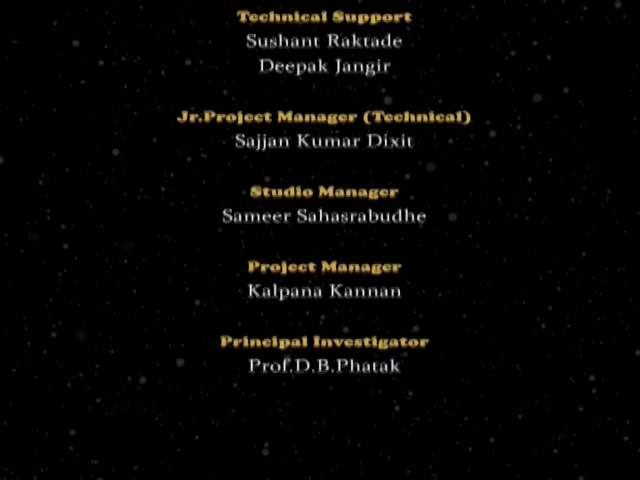 Technical Support
Sushant Raktade
Deepak Jangir
Jr.Project Manager (Technical)
Sajjan Kumar Dixit
Studio Manager
Sameer Sahasrabudhe
Project Manager
Kalpana Kannan
Principal Investigator
Prof.D.B.Phatak